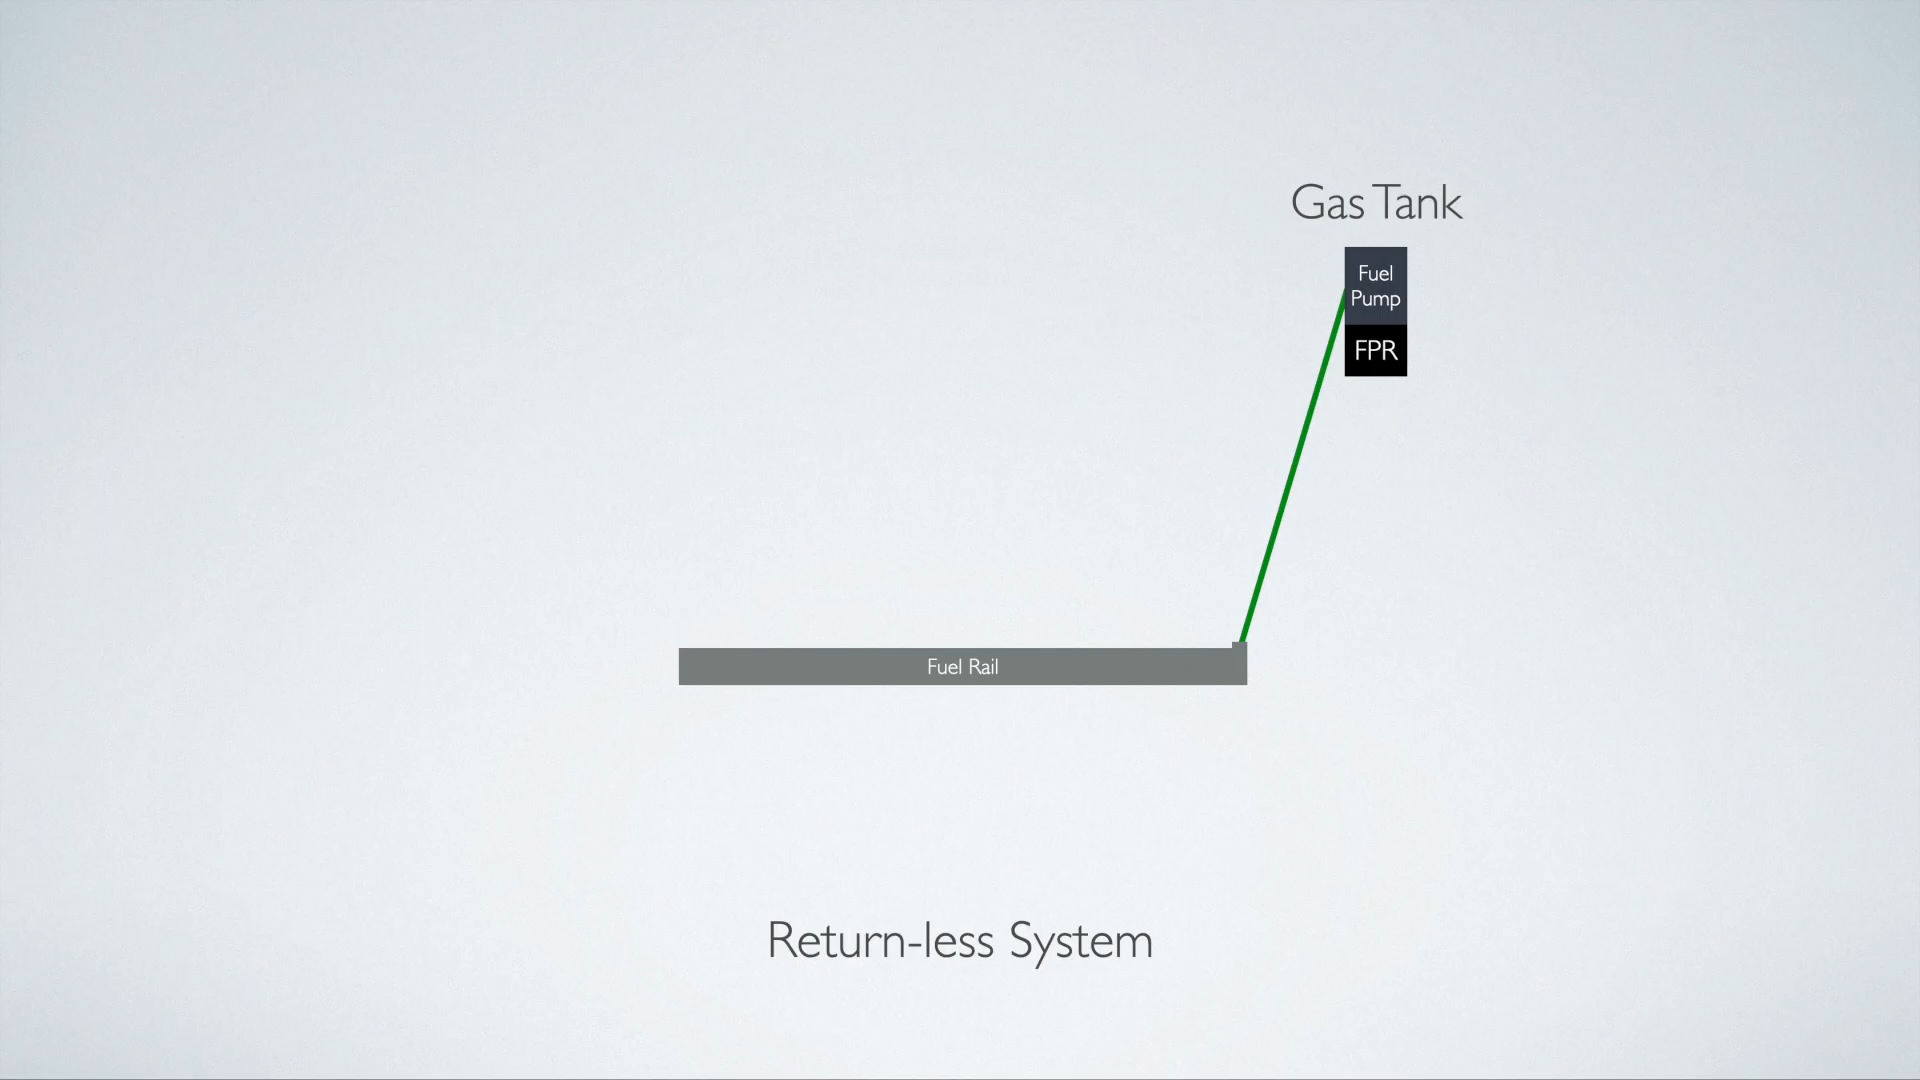 Gas Tank
Fuel
Pump
FPR
Fuel Rail
Return-less System